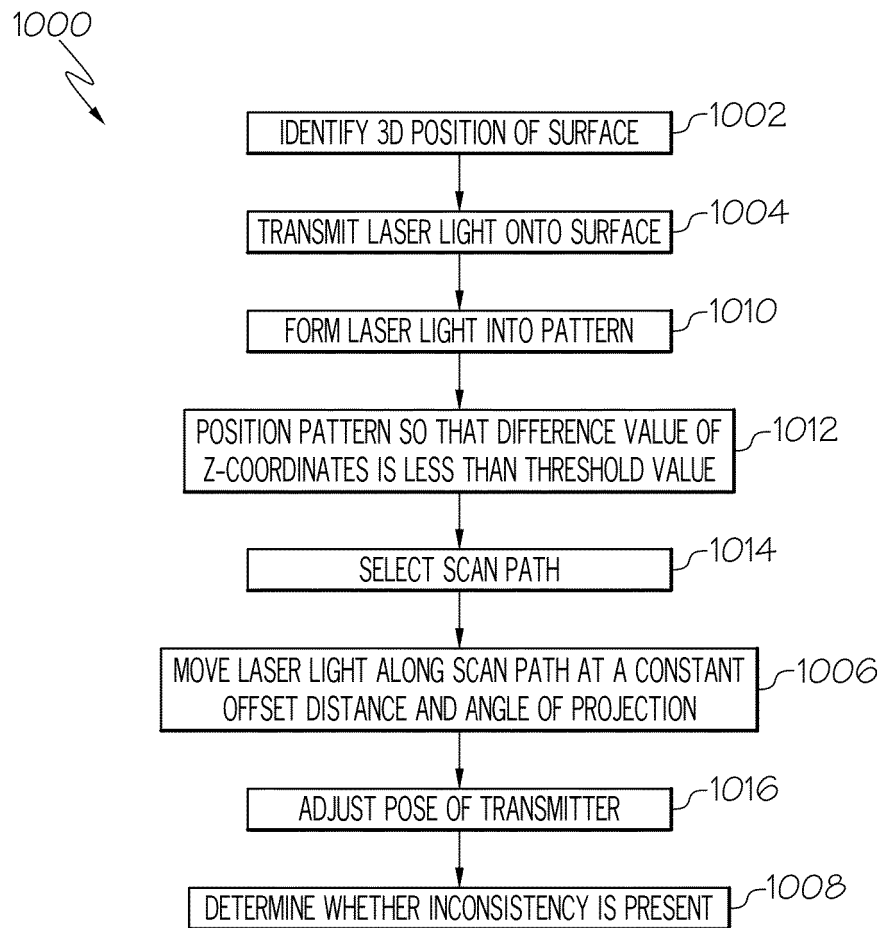 1000
IDENTIFY 3D POSITION OF SURFACE
1002
TRANSMIT LASER LIGHT ONTO SURFACE
1004
FORM LASER LIGHT INTO PATTERN
1010
POSITION PATTERN SO THAT DIFFERENCE VALUE OF
Z-COORDINATES IS LESS THAN THRESHOLD VALUE
1012
SELECT SCAN PATH
1014
MOVE LASER LIGHT ALONG SCAN PATH AT A CONSTANT
OFFSET DISTANCE AND ANGLE OF PROJECTION
1006
ADJUST POSE OF TRANSMITTER
1016
DETERMINE WHETHER INCONSISTENCY IS PRESENT
1008